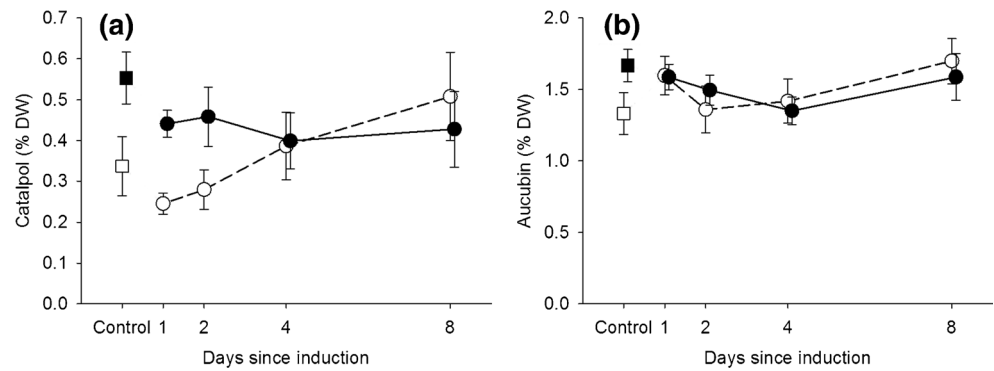 (a)
Catalpol (% DW)
0.7
0.6
0.5
0.4
0.3
0.2
0.1
0.0
Control 1 2 4 8
Days since induction
(b)
Aucubin (% DW)
2.0
1.5
1.0
0.5
0.0
Control 1 2 4 8
Days since induction